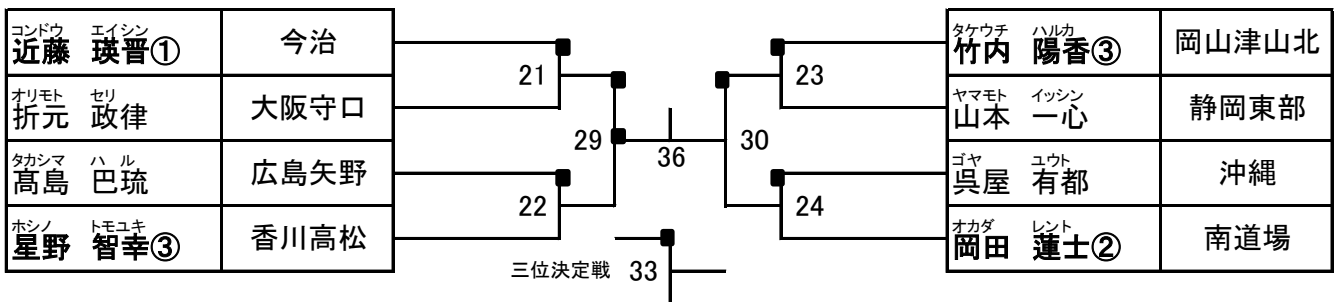 コンドウ エイシン
近藤 瑛晋① 今治
オリモト セリ
折元 政律 大阪守口
タカシマ ハル
髙島 巴琉 広島矢野
ホシノ トモユキ
星野 智幸③ 香川高松
21
22
29
36
三位決定戦 33
30
23
24
タケウチ ハルカ
竹内 陽香③ 岡山津山北
ヤマモト イッシン
山本 一心 静岡東部
ゴヤ ユウト
呉屋 有都 沖縄
オカダ レント
岡田 蓮士② 南道場